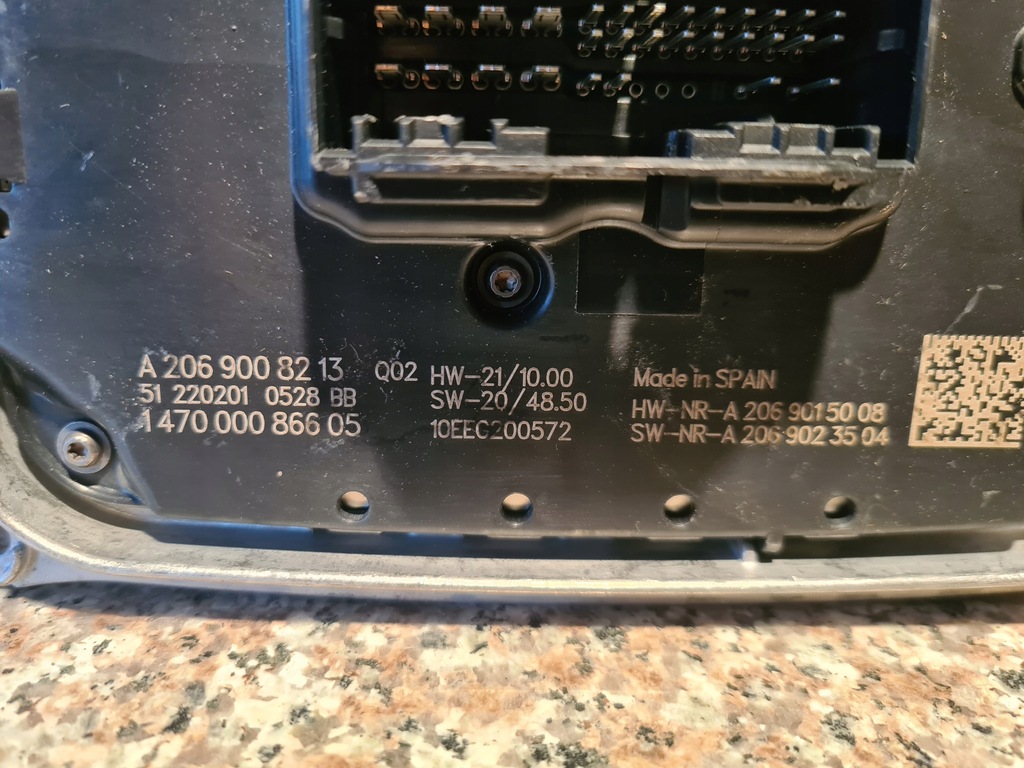 A 206 900 82 13 Q02
51 220201 0528 BB
1 470 000 866 05
HW-21/10.00
SW-20/48.50
10EEC200572
Made in SPAIN
HW-NR-A 206 901 50 08
SW-NR-A 206 902 35 04